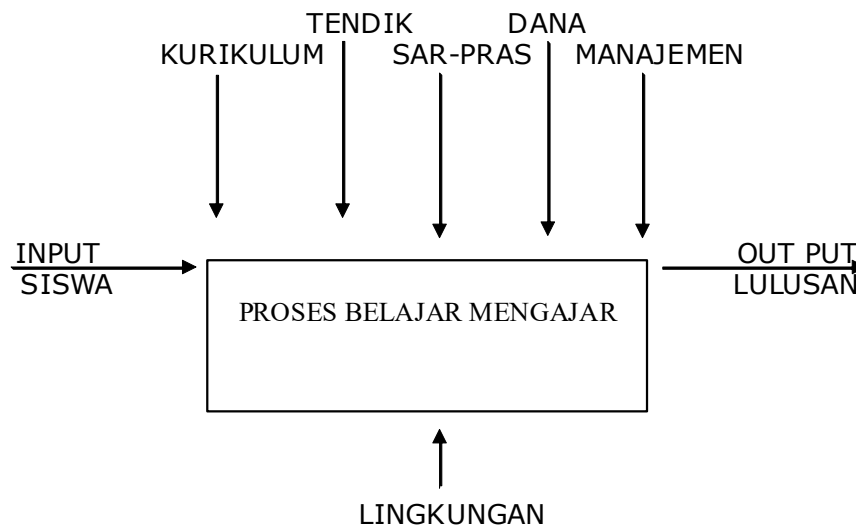 TENDIK DANA
KURIKULUM SAR-PRAS MANAJEMEN
INPUT OUT PUT
SISWA LULUSAN
PROSES BELAJAR MENGAJAR
LINGKUNGAN